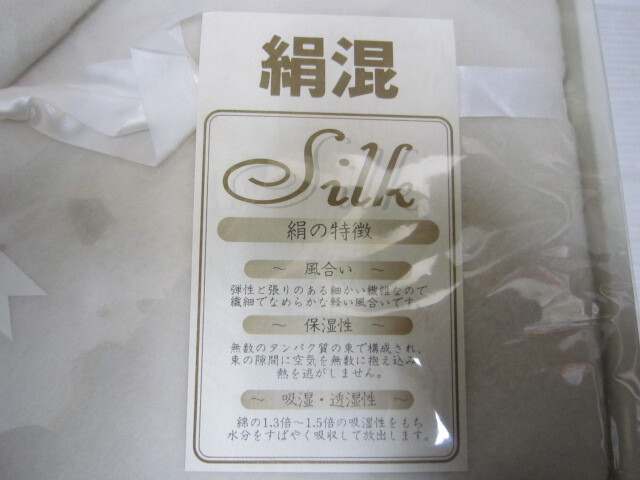 絹混
Silk
絹の特徴
～ 風合い ～
弾性と張りのある細かい繊維なので
繊細でなめらかな軽い風合いです。
～ 保湿性 ～
無数のタンパク質の束で構成され、
束の隙間に空気を無数に抱え込み
熱を逃がしません。
～ 吸湿・透湿性 ～
綿の1.3倍～1.5倍の吸湿性をもち
水分をすばやく吸収して放出します。